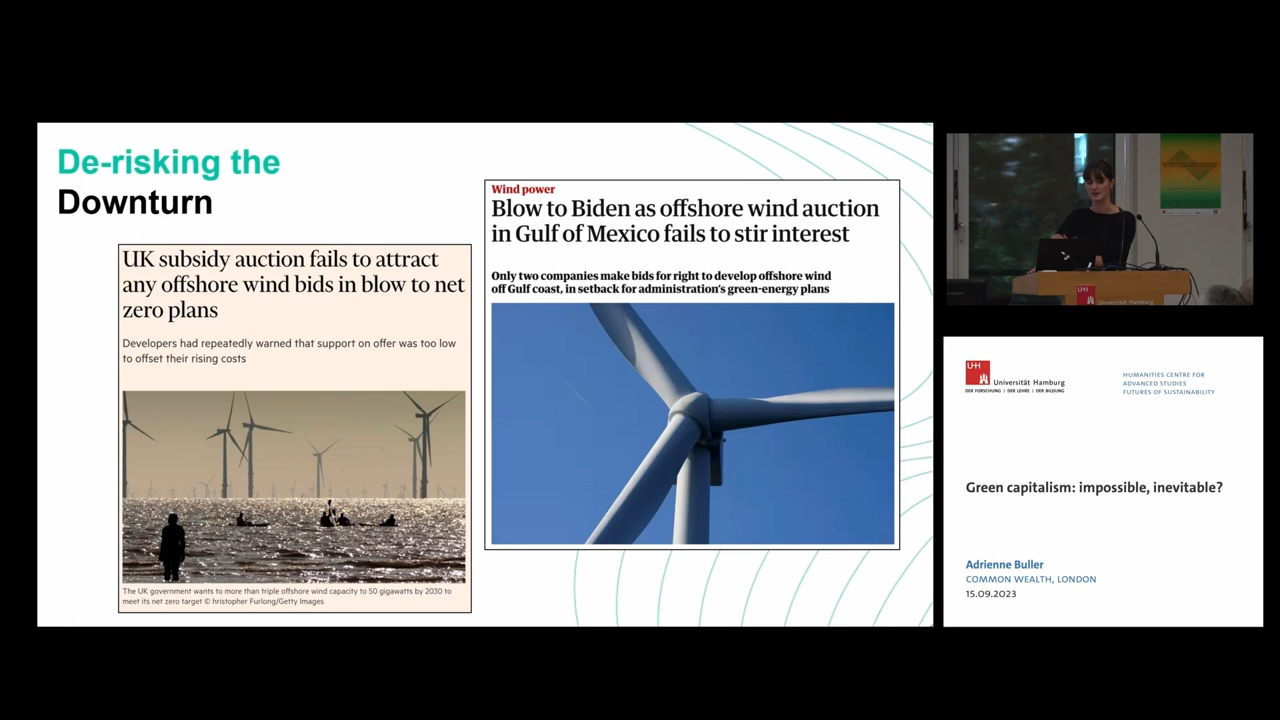 De-risking the
Downturn
UK subsidy auction fails to attract
any offshore wind bids in blow to net
zero plans
Developers had repeatedly warned that support on offer was too low
to offset their rising costs
The UK government wants to more than triple offshore wind capacity to 50 gigawatts by 2030 to
meet its net zero target © hristopher Furlong/Getty Images
Wind power
Blow to Biden as offshore wind auction
in Gulf of Mexico fails to stir interest
Only two companies make bids for right to develop offshore wind
off Gulf coast, in setback for administration's green-energy plans
UH
Universität Hamburg
UH
Universität Hamburg
DER FORSCHUNG | DER LEHRE | DER BILDUNG
HUMANITIES CENTRE FOR
ADVANCED STUDIES
FUTURES OF SUSTAINABILITY
Green capitalism: impossible, inevitable?
Adrienne Buller
COMMON WEALTH, LONDON
15.09.2023